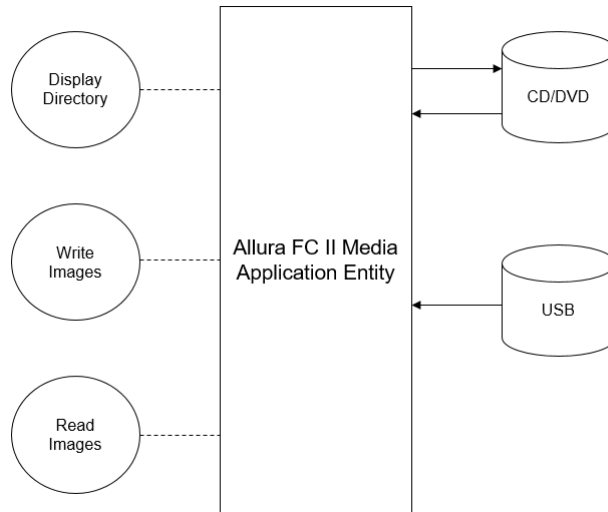 Display
Directory
Write
Images
Read
Images
Allura FC II Media
Application Entity
CD/DVD
USB